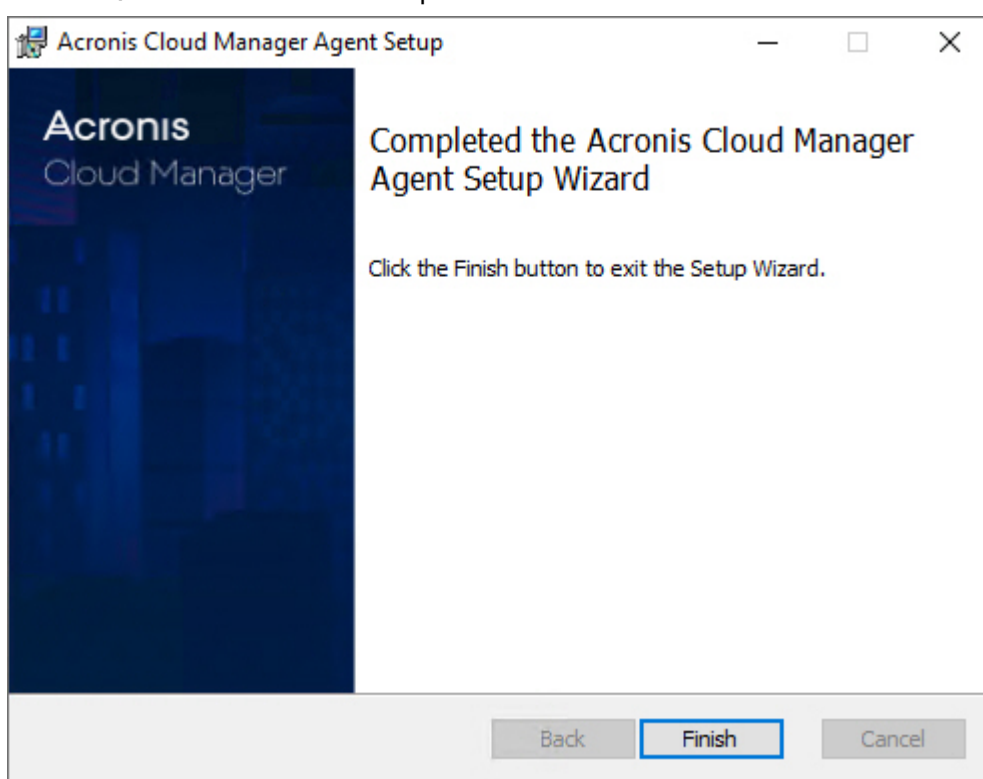 Acronis Cloud Manager Agent Setup
Acronis
Cloud Manager
Completed the Acronis Cloud Manager
Agent Setup Wizard
Click the Finish button to exit the Setup Wizard.
Back
Finish
Cancel